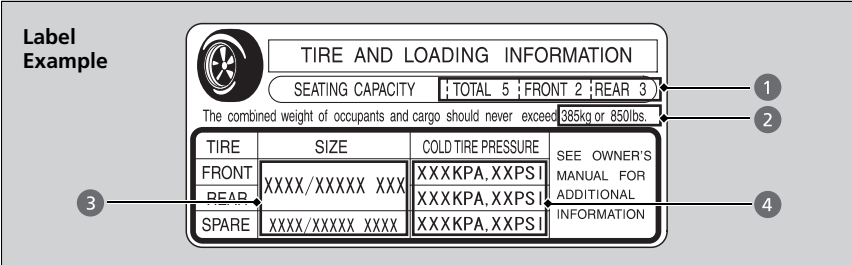 Label
Example
TIRE AND LOADING INFORMATION
SEATING CAPACITY TOTAL 5 FRONT 2 REAR 3
1
The combined weight of occupants and cargo should never exceed 385kg or 850lbs.
2
TIRE SIZE COLD TIRE PRESSURE
SEE OWNER'S
MANUAL FOR
ADDITIONAL
INFORMATION
FRONT XXXX/XXXXX XXX XXXKPA,XXPSI
REAR XXXKPA,XXPSI
SPARE XXXX/XXXXX XXXX XXXKPA,XXPSI
3
4